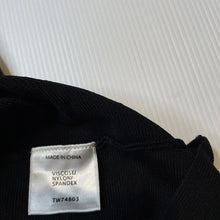 MADE IN CHINA
VISCOSE/
NYLON/
SPANDEX
TW74803